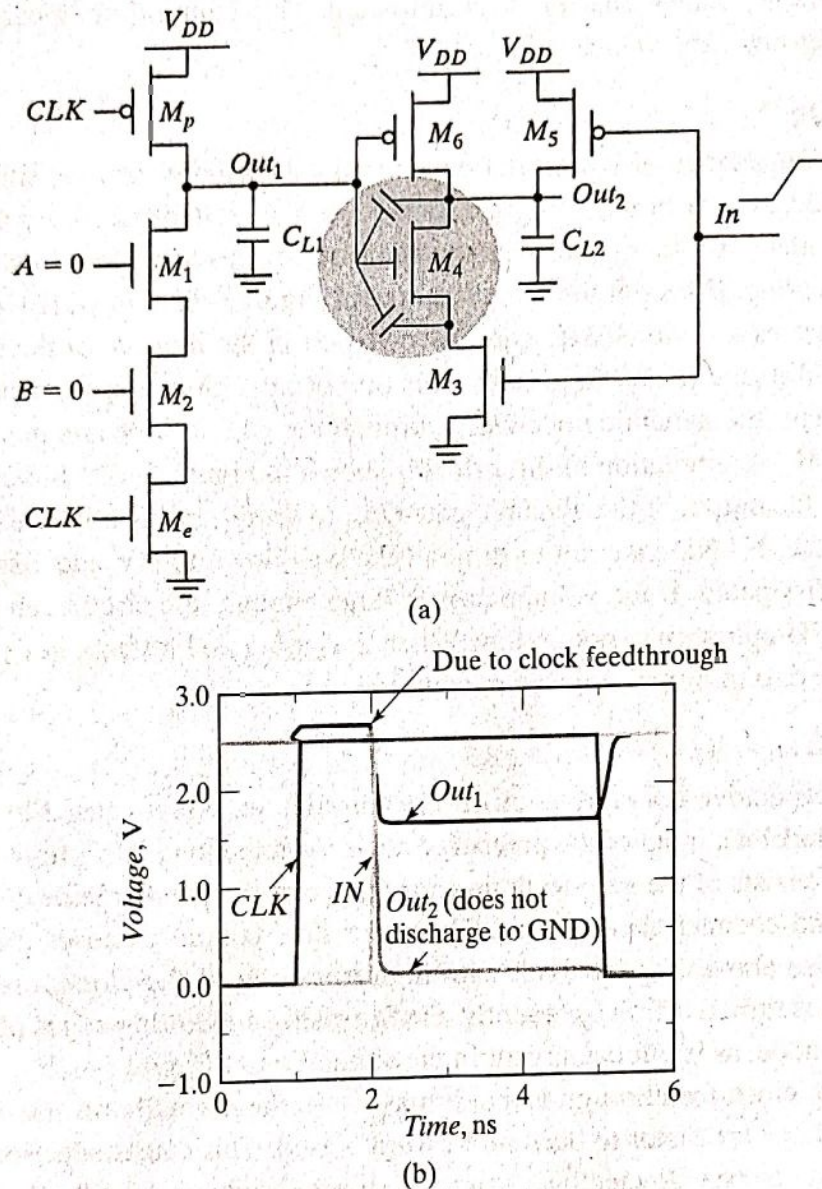 V_DD
CLK
M_p
Out_1
C_L1
A = 0
M_1
B = 0
M_2
CLK
M_e
V_DD
V_DD
M_6
M_5
Out_2
In
M_4
C_L2
M_3
(a)
Due to clock feedthrough
3.0
2.0
1.0
0.0
−1.0
Voltage, V
CLK
IN
Out_1
Out_2 (does not
discharge to GND)
0
2
4
6
Time, ns
(b)